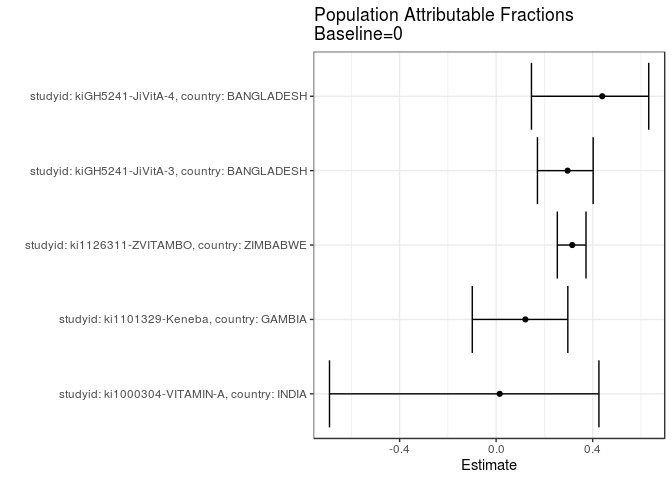 Population Attributable Fractions
Baseline=0
studyid: kiGH5241-JiVitA-4, country: BANGLADESH
studyid: kiGH5241-JiVitA-3, country: BANGLADESH
studyid: ki1126311-ZVITAMBO, country: ZIMBABWE
studyid: ki1101329-Keneba, country: GAMBIA
studyid: ki1000304-VITAMIN-A, country: INDIA
-0.4 0.0 0.4
Estimate